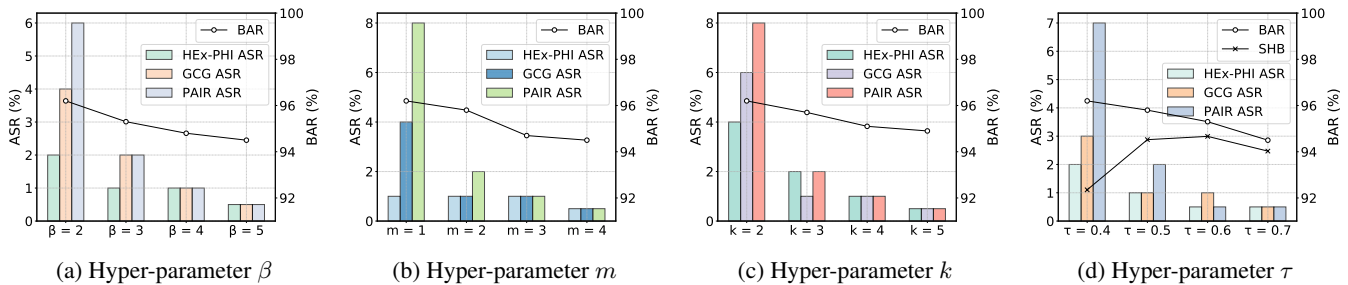 ASR (%)
6
5
4
3
2
1
0
BAR
HEx-PHI ASR
GCG ASR
PAIR ASR
100
98
96
94
92
BAR (%)
β = 2 β = 3 β = 4 β = 5
(a) Hyper-parameter β
ASR (%)
8
6
4
2
0
BAR
HEx-PHI ASR
GCG ASR
PAIR ASR
100
98
96
94
92
BAR (%)
m = 1 m = 2 m = 3 m = 4
(b) Hyper-parameter m
ASR (%)
8
6
4
2
0
BAR
HEx-PHI ASR
GCG ASR
PAIR ASR
100
98
96
94
92
BAR (%)
k = 2 k = 3 k = 4 k = 5
(c) Hyper-parameter k
ASR (%)
7
6
5
4
3
2
1
0
BAR
SHB
HEx-PHI ASR
GCG ASR
PAIR ASR
100
98
96
94
92
BAR (%)
τ = 0.4 τ = 0.5 τ = 0.6 τ = 0.7
(d) Hyper-parameter τ